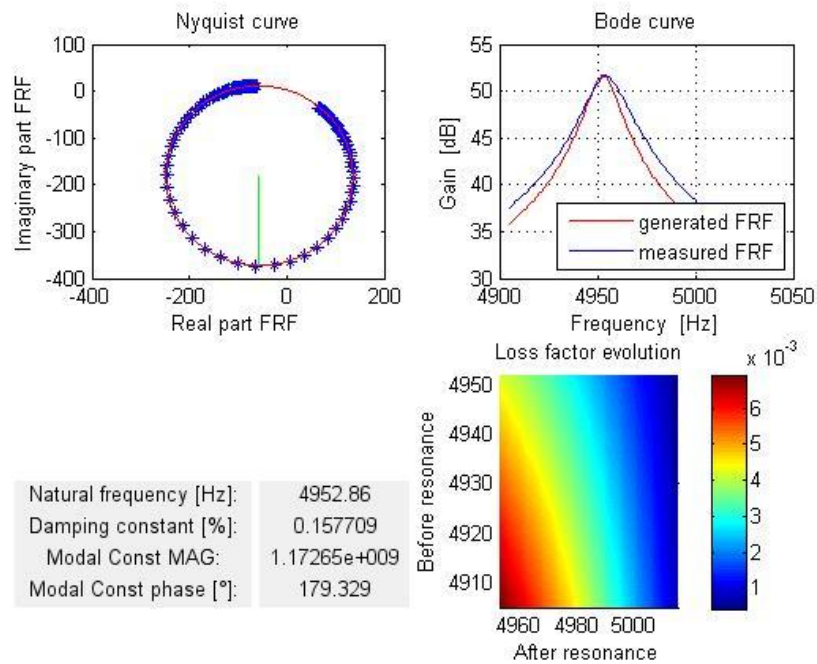 Nyquist curve
100
0
-100
-200
-300
-400
-400
-200
0
200
Imaginary part FRF
Real part FRF
Bode curve
55
50
45
40
35
30
4900
4950
5000
5050
Gain [dB]
Frequency [Hz]
generated FRF
measured FRF
Loss factor evolution
x 10⁻³
4950
4940
4930
4920
4910
4960
4980
5000
Before resonance
After resonance
6
5
4
3
2
1
Natural frequency [Hz]: 4952.86
Damping constant [%]: 0.157709
Modal Const MAG: 1.17265e+009
Modal Const phase [°]: 179.329